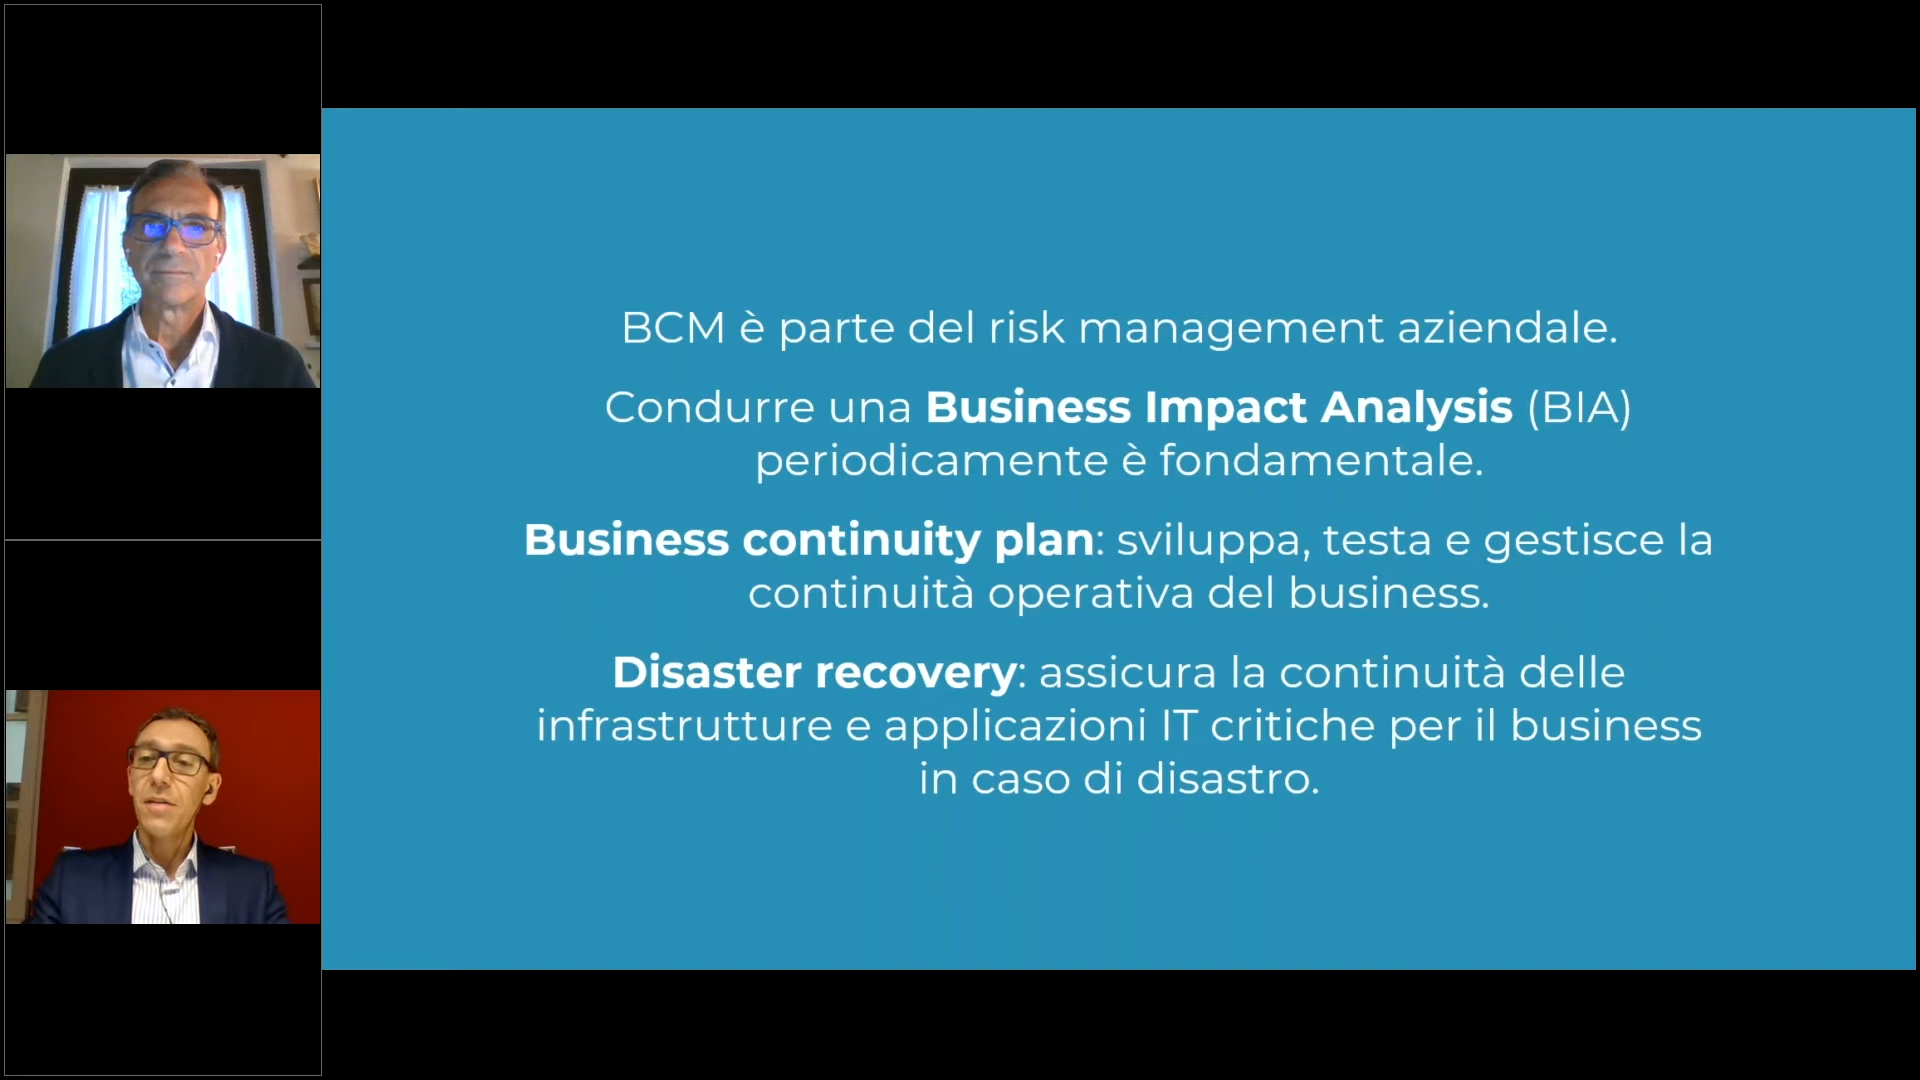 BCM è parte del risk management aziendale.
Condurre una Business Impact Analysis (BIA)
periodicamente è fondamentale.
Business continuity plan: sviluppa, testa e gestisce la
continuità operativa del business.
Disaster recovery: assicura la continuità delle
infrastrutture e applicazioni IT critiche per il business
in caso di disastro.